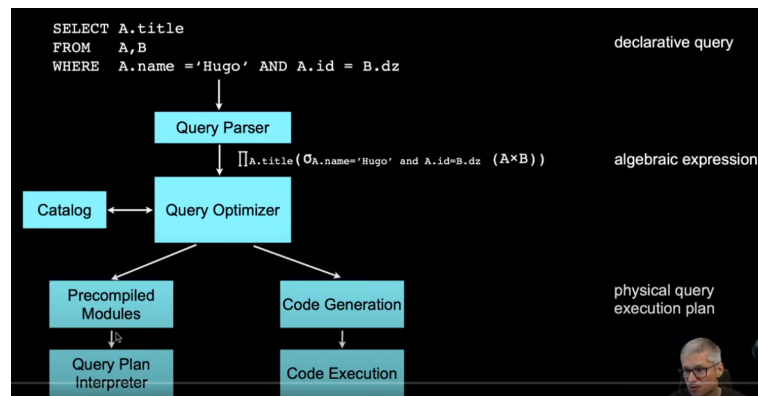 SELECT A.title
FROM A,B
WHERE A.name =‘Hugo‘ AND A.id = B.dz
declarative query
Query Parser
∏A.title(σA.name=‘Hugo’ and A.id=B.dz (A×B))
algebraic expression
Catalog
Query Optimizer
Precompiled
Modules
Code Generation
physical query
execution plan
Query Plan
Interpreter
Code Execution